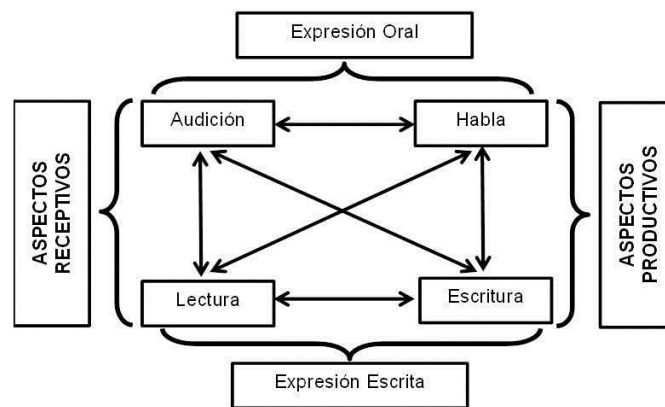 Expresión Oral
Audición
Habla
ASPECTOS
RECEPTIVOS
ASPECTOS
PRODUCTIVOS
Lectura
Escritura
Expresión Escrita